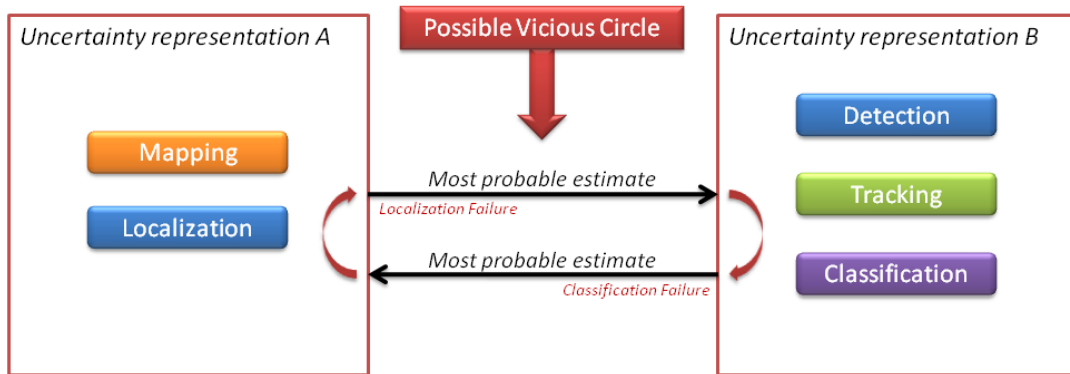 Uncertainty representation A
Possible Vicious Circle
Uncertainty representation B
Mapping
Localization
Most probable estimate
Localization Failure
Most probable estimate
Classification Failure
Detection
Tracking
Classification